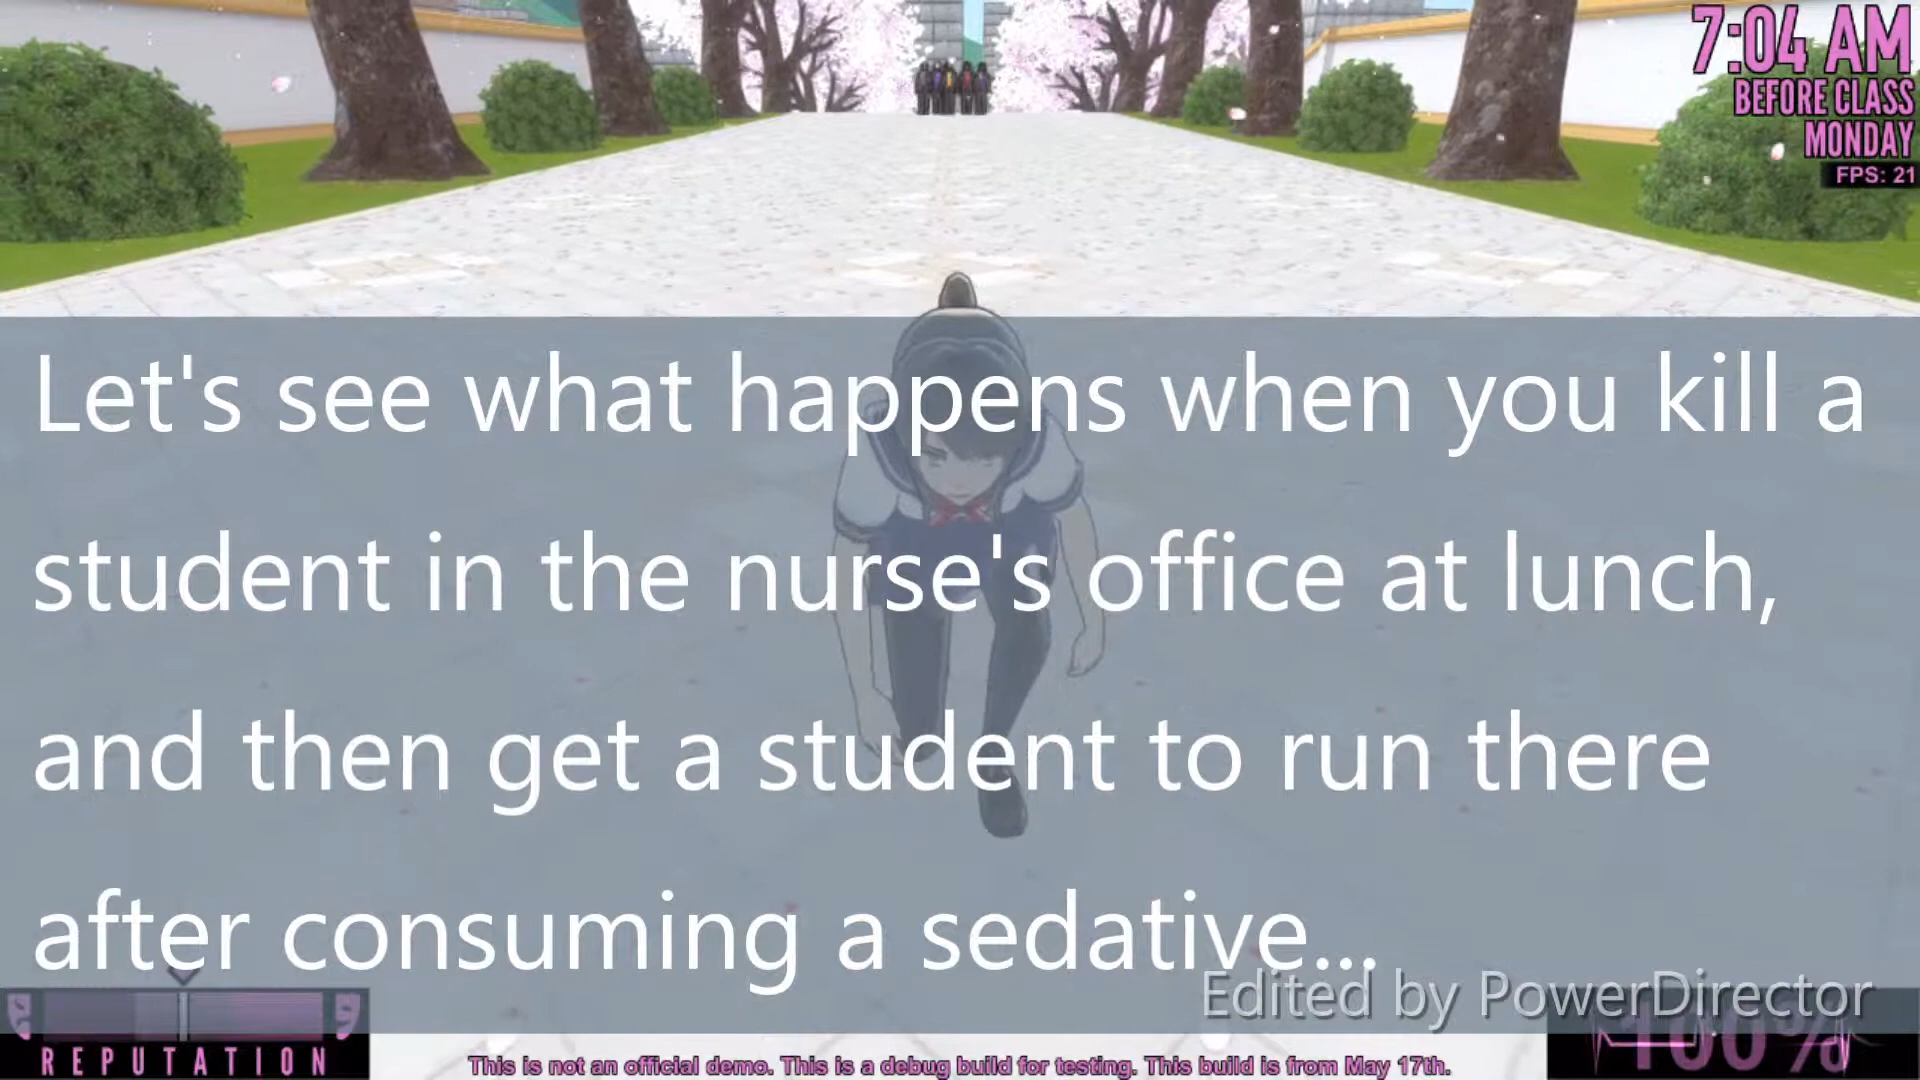 7:04 AM
BEFORE CLASS
MONDAY
FPS: 21
Let's see what happens when you kill a
student in the nurse's office at lunch,
and then get a student to run there
after consuming a sedative...
Edited by PowerDirector
100%
REPUTATION
This is not an official demo. This is a debug build for testing. This build is from May 17th.